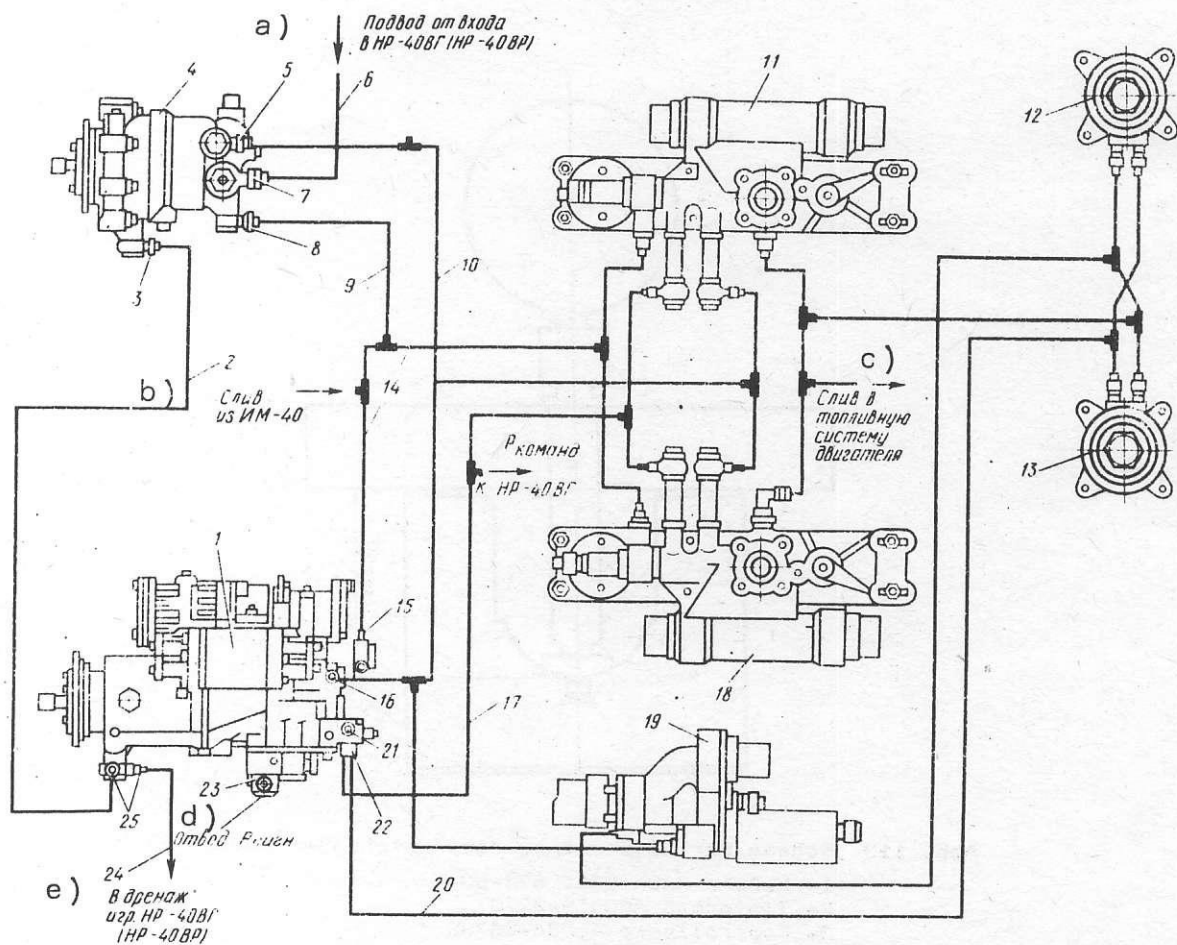 a)
Подвод от входа
в НР-40ВГ (НР-40ВР)
4
5
6
11
12
7
8
3
9
10
2
b)
Слив
из ИМ-40
14
c)
Слив в
топливную
систему
двигателя
Pкоманд
к НР-40ВГ
13
1
15
16
17
18
19
21
22
23
25
d)
Отвод Pсигн
24
20
e)
В дренаж
игр. НР-40ВГ
(НР-40ВР)